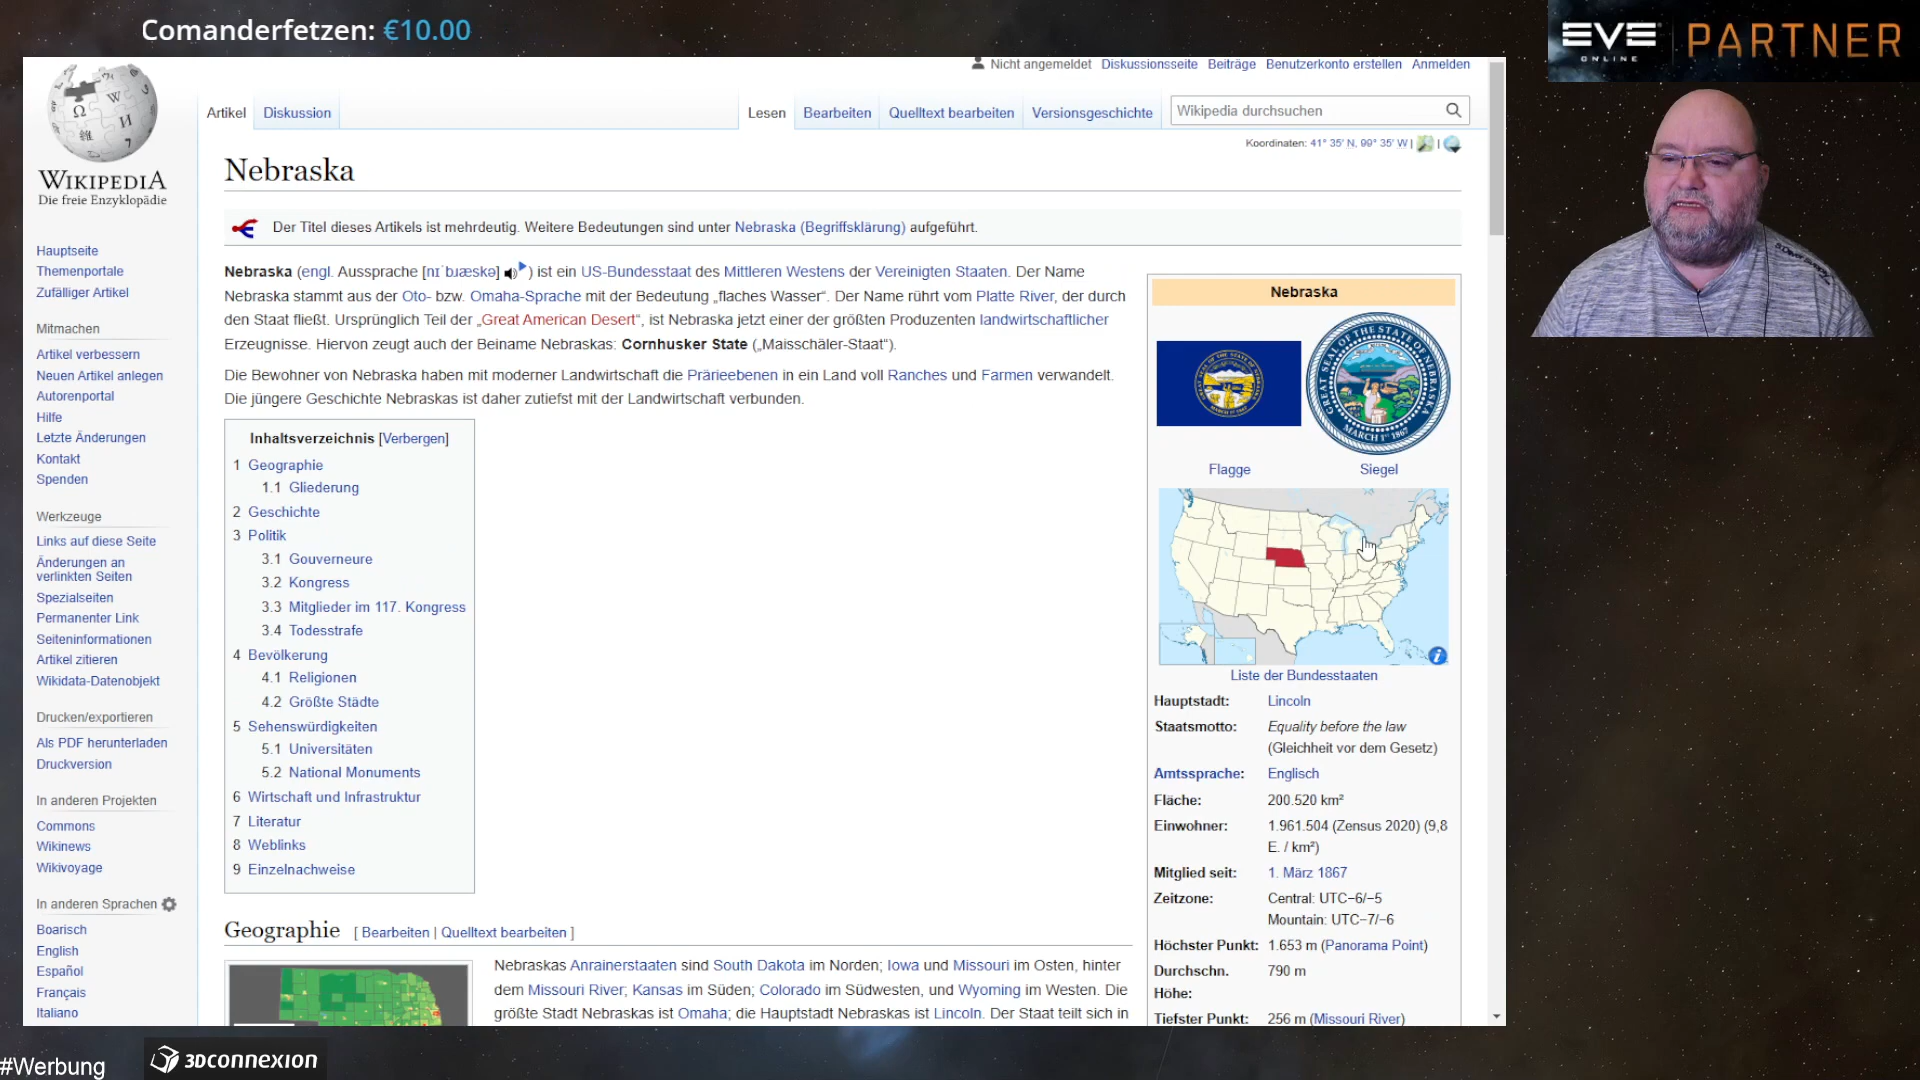 Comanderfetzen: €10.00
EVE ONLINE PARTNER
Nicht angemeldet Diskussionsseite Beiträge Benutzerkonto erstellen Anmelden
Artikel Diskussion Lesen Bearbeiten Quelltext bearbeiten Versionsgeschichte Wikipedia durchsuchen
Koordinaten: 41° 35′ N, 99° 35′ W | |
WIKIPEDIA
Die freie Enzyklopädie
Hauptseite
Themenportale
Zufälliger Artikel
Mitmachen
Artikel verbessern
Neuen Artikel anlegen
Autorenportal
Hilfe
Letzte Änderungen
Kontakt
Spenden
Werkzeuge
Links auf diese Seite
Änderungen an
verlinkten Seiten
Spezialseiten
Permanenter Link
Seiteninformationen
Artikel zitieren
Wikidata-Datenobjekt
Drucken/exportieren
Als PDF herunterladen
Druckversion
In anderen Projekten
Commons
Wikinews
Wikivoyage
In anderen Sprachen
Boarisch
English
Español
Français
Italiano
Nebraska
Der Titel dieses Artikels ist mehrdeutig. Weitere Bedeutungen sind unter Nebraska (Begriffsklärung) aufgeführt.
Nebraska (engl. Aussprache [nɪˈbɹæskə] ) ist ein US-Bundesstaat des Mittleren Westens der Vereinigten Staaten. Der Name
Nebraska stammt aus der Oto- bzw. Omaha-Sprache mit der Bedeutung „flaches Wasser“. Der Name rührt vom Platte River, der durch
den Staat fließt. Ursprünglich Teil der „Great American Desert“, ist Nebraska jetzt einer der größten Produzenten landwirtschaftlicher
Erzeugnisse. Hiervon zeugt auch der Beiname Nebraskas: Cornhusker State („Maisschäler-Staat“).
Die Bewohner von Nebraska haben mit moderner Landwirtschaft die Prärieebenen in ein Land voll Ranches und Farmen verwandelt.
Die jüngere Geschichte Nebraskas ist daher zutiefst mit der Landwirtschaft verbunden.
Inhaltsverzeichnis [Verbergen]
1 Geographie
1.1 Gliederung
2 Geschichte
3 Politik
3.1 Gouverneure
3.2 Kongress
3.3 Mitglieder im 117. Kongress
3.4 Todesstrafe
4 Bevölkerung
4.1 Religionen
4.2 Größte Städte
5 Sehenswürdigkeiten
5.1 Universitäten
5.2 National Monuments
6 Wirtschaft und Infrastruktur
7 Literatur
8 Weblinks
9 Einzelnachweise
Geographie [ Bearbeiten | Quelltext bearbeiten ]
Nebraskas Anrainerstaaten sind South Dakota im Norden; Iowa und Missouri im Osten, hinter
dem Missouri River; Kansas im Süden; Colorado im Südwesten, und Wyoming im Westen. Die
größte Stadt Nebraskas ist Omaha; die Hauptstadt Nebraskas ist Lincoln. Der Staat teilt sich in
Nebraska
GREAT SEAL OF THE STATE OF NEBRASKA
MARCH 1ST 1867
Flagge Siegel
Liste der Bundesstaaten
Hauptstadt: Lincoln
Staatsmotto: Equality before the law
(Gleichheit vor dem Gesetz)
Amtssprache: Englisch
Fläche: 200.520 km²
Einwohner: 1.961.504 (Zensus 2020) (9,8
E. / km²)
Mitglied seit: 1. März 1867
Zeitzone: Central: UTC−6/−5
Mountain: UTC−7/−6
Höchster Punkt: 1.653 m (Panorama Point)
Durchschn. 790 m
Höhe:
Tiefster Punkt: 256 m (Missouri River)
#Werbung
3Dconnexion